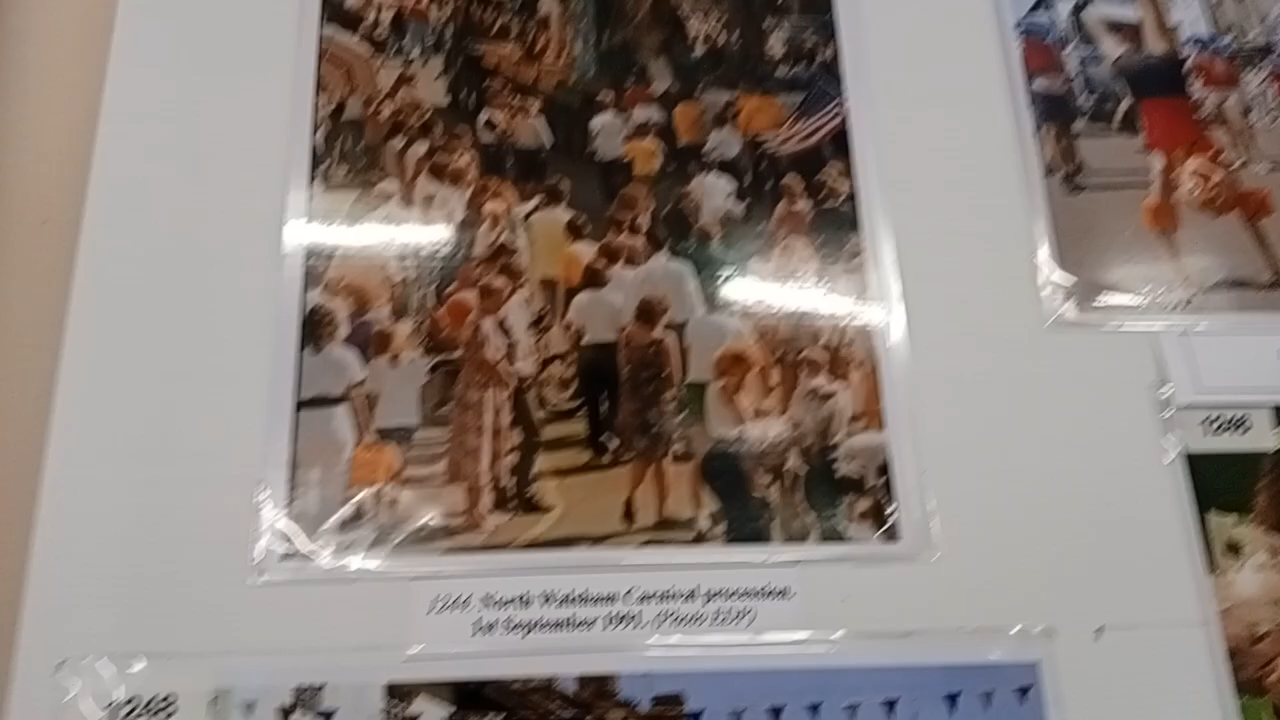 1244. North Walsham Carnival procession.
1st September 1991. (Photo EDP)
1246
1248